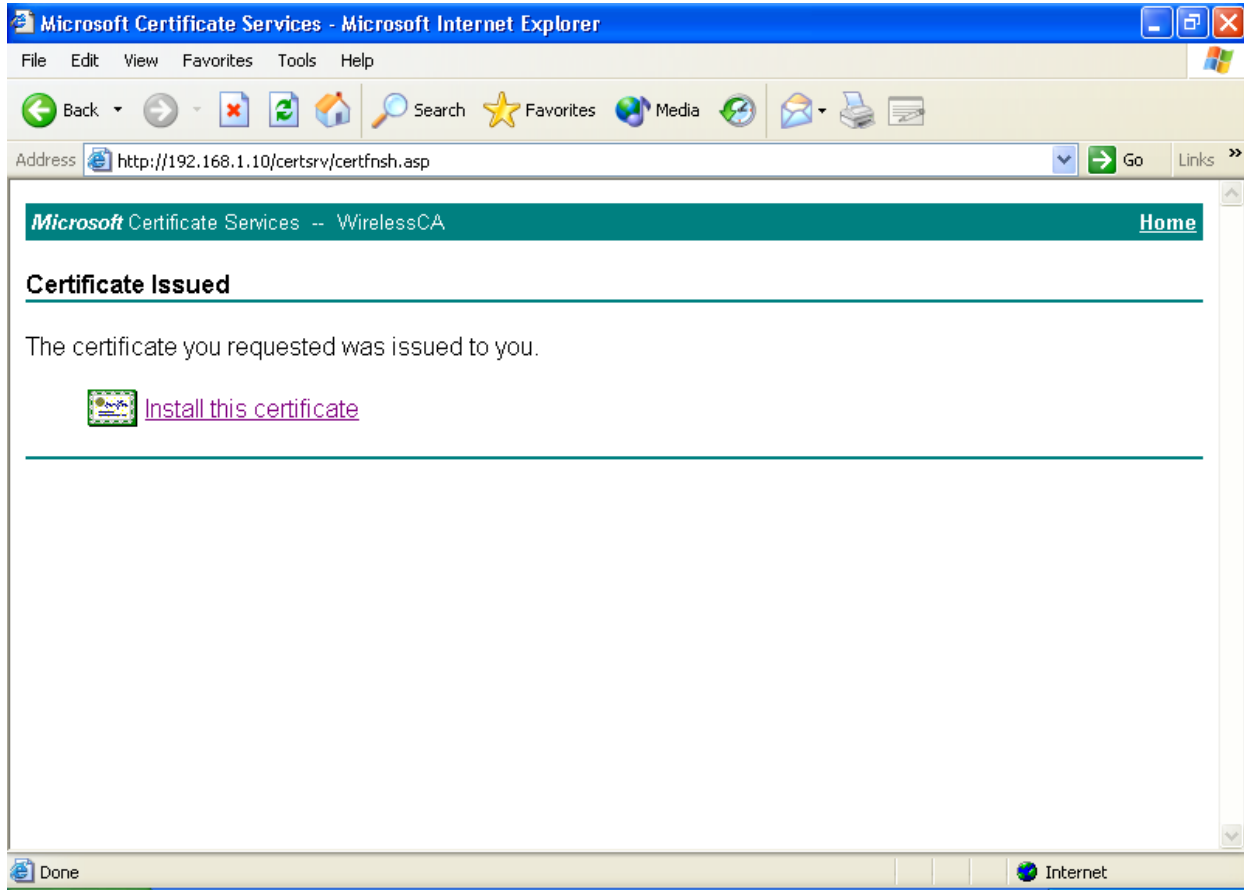 Microsoft Certificate Services - Microsoft Internet Explorer
File Edit View Favorites Tools Help
Back Search Favorites Media
Address http://192.168.1.10/certsrv/certfnsh.asp Go Links »
Microsoft Certificate Services -- WirelessCA Home
Certificate Issued
The certificate you requested was issued to you.
Install this certificate
Done Internet